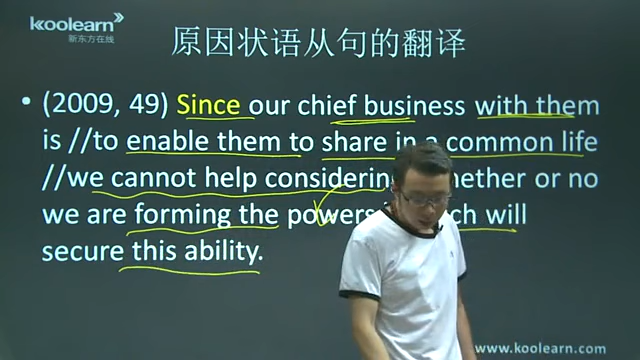 koolearn
新东方在线
原因状语从句的翻译
• (2009, 49) Since our chief business with them
is //to enable them to share in a common life
//we cannot help considering whether or no
we are forming the powers which will
secure this ability.
www.koolearn.com